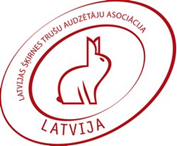 LATVIJAS ŠĶIRNES TRUŠU AUDZĒTĀJU ASOCIĀCIJA
LATVIJA